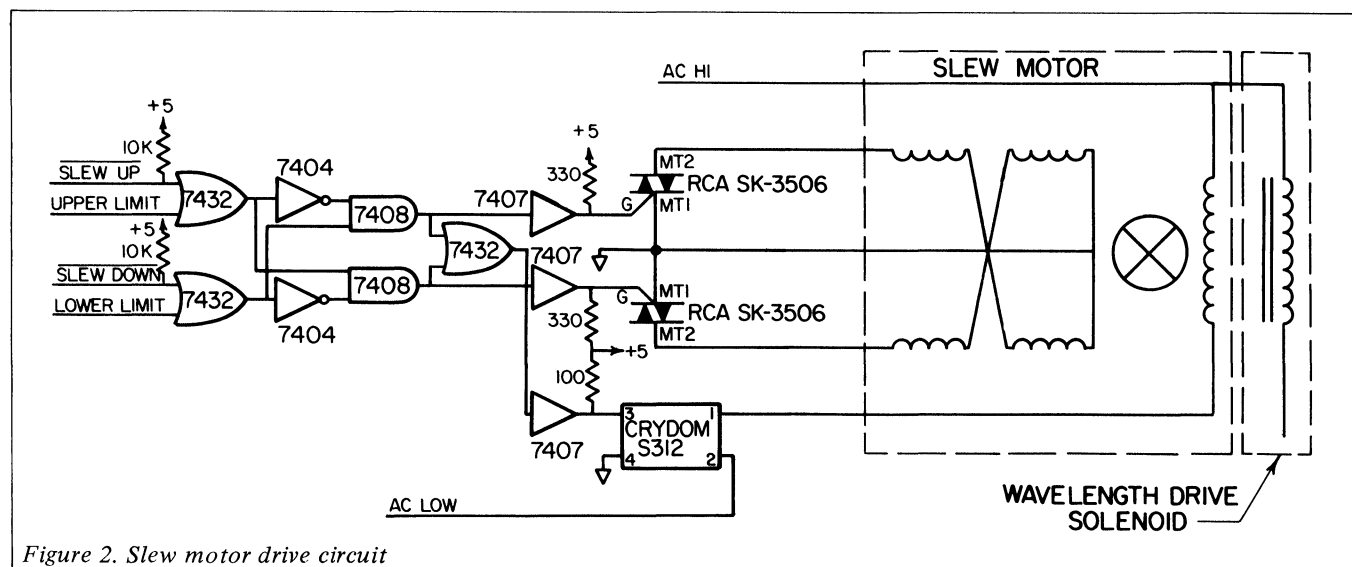 AC HI
SLEW MOTOR
+5
10K
SLEW UP
7432
UPPER LIMIT
+5
10K
SLEW DOWN
7432
LOWER LIMIT
7404
7404
7408
7408
7432
7407
7407
7407
+5
330
G
MT2
MT1
RCA SK-3506
G
MT1
MT2
RCA SK-3506
330
+5
100
3
1
CRYDOM
S312
4
2
AC LOW
WAVELENGTH DRIVE
SOLENOID
Figure 2. Slew motor drive circuit